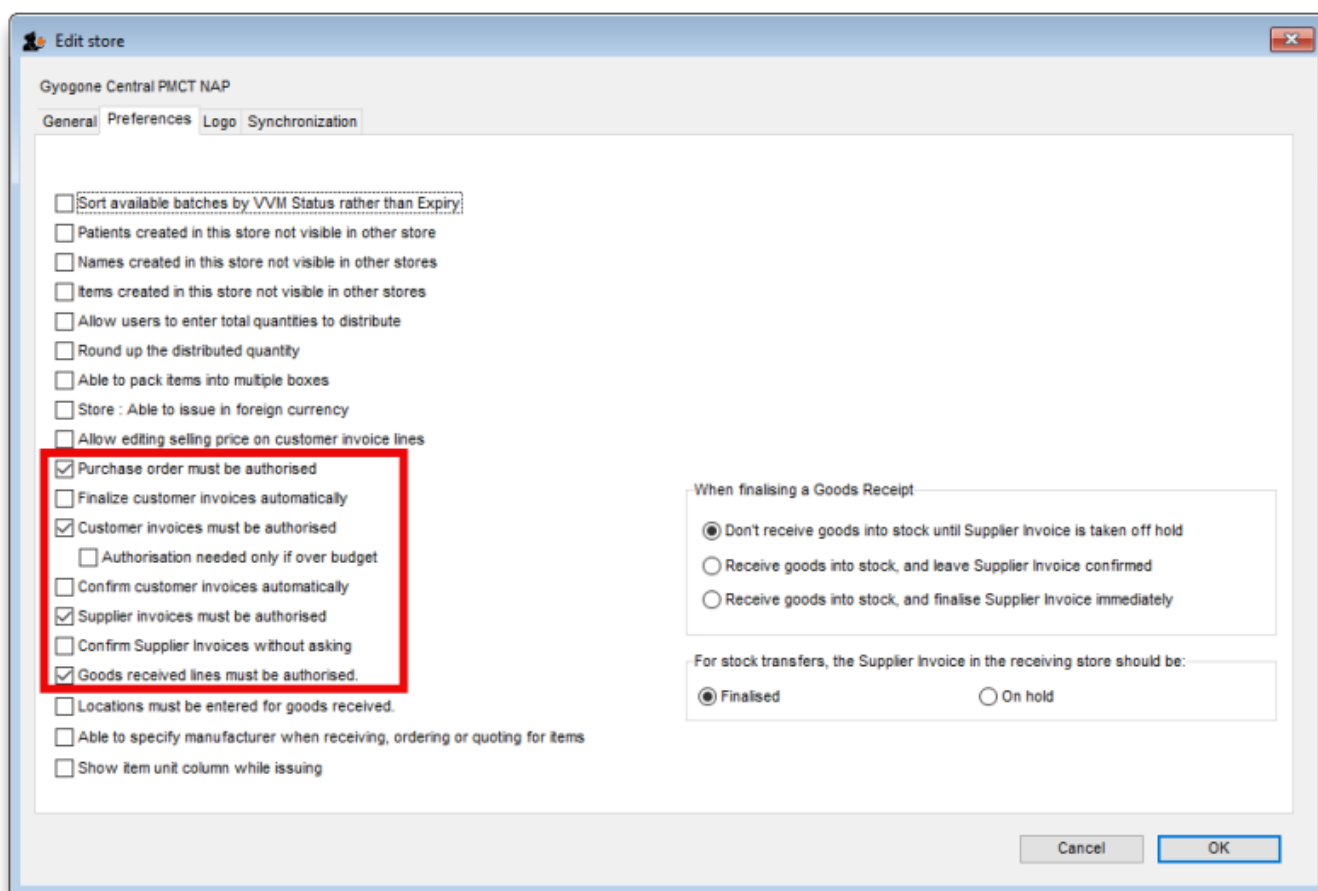 Edit store
Gyogone Central PMCT NAP
General Preferences Logo Synchronization
Sort available batches by VVM Status rather than Expiry
Patients created in this store not visible in other store
Names created in this store not visible in other stores
Items created in this store not visible in other stores
Allow users to enter total quantities to distribute
Round up the distributed quantity
Able to pack items into multiple boxes
Store : Able to issue in foreign currency
Allow editing selling price on customer invoice lines
Purchase order must be authorised
Finalize customer invoices automatically
Customer invoices must be authorised
Authorisation needed only if over budget
Confirm customer invoices automatically
Supplier invoices must be authorised
Confirm Supplier Invoices without asking
Goods received lines must be authorised.
Locations must be entered for goods received.
Able to specify manufacturer when receiving, ordering or quoting for items
Show item unit column while issuing
When finalising a Goods Receipt
Don't receive goods into stock until Supplier Invoice is taken off hold
Receive goods into stock, and leave Supplier Invoice confirmed
Receive goods into stock, and finalise Supplier Invoice immediately
For stock transfers, the Supplier Invoice in the receiving store should be:
Finalised On hold
Cancel OK